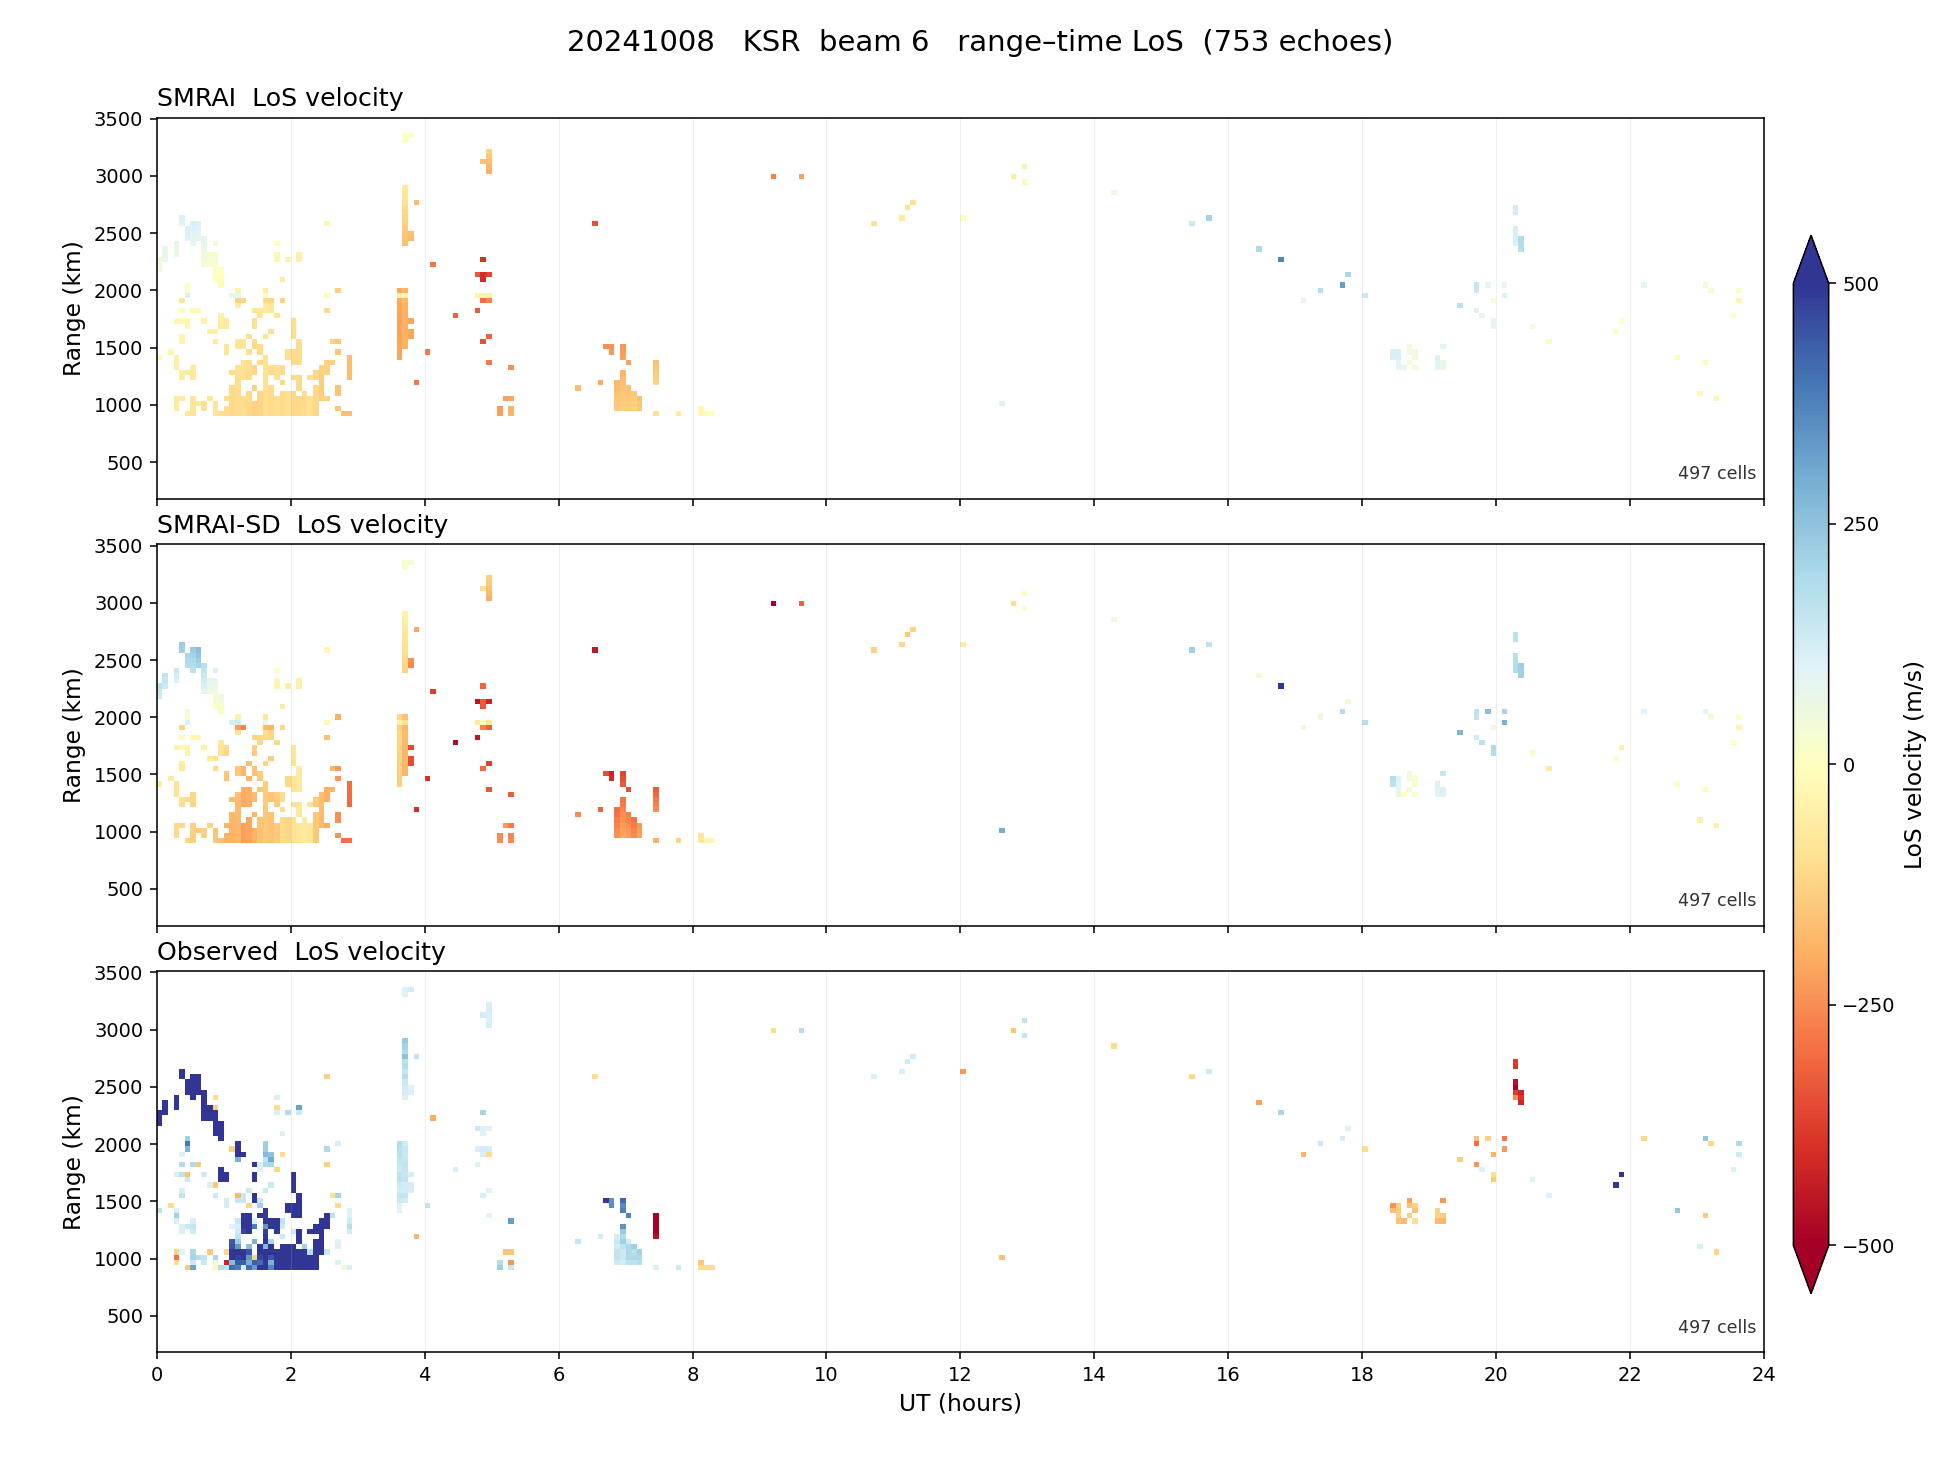 20241008   KSR  beam 6   range–time LoS  (753 echoes)
SMRAI  LoS velocity
3500
3000
2500
2000
1500
1000
500
Range (km)
497 cells
SMRAI-SD  LoS velocity
3500
3000
2500
2000
1500
1000
500
Range (km)
497 cells
Observed  LoS velocity
3500
3000
2500
2000
1500
1000
500
Range (km)
497 cells
0 2 4 6 8 10 12 14 16 18 20 22 24
UT (hours)
500
250
0
−250
−500
LoS velocity (m/s)